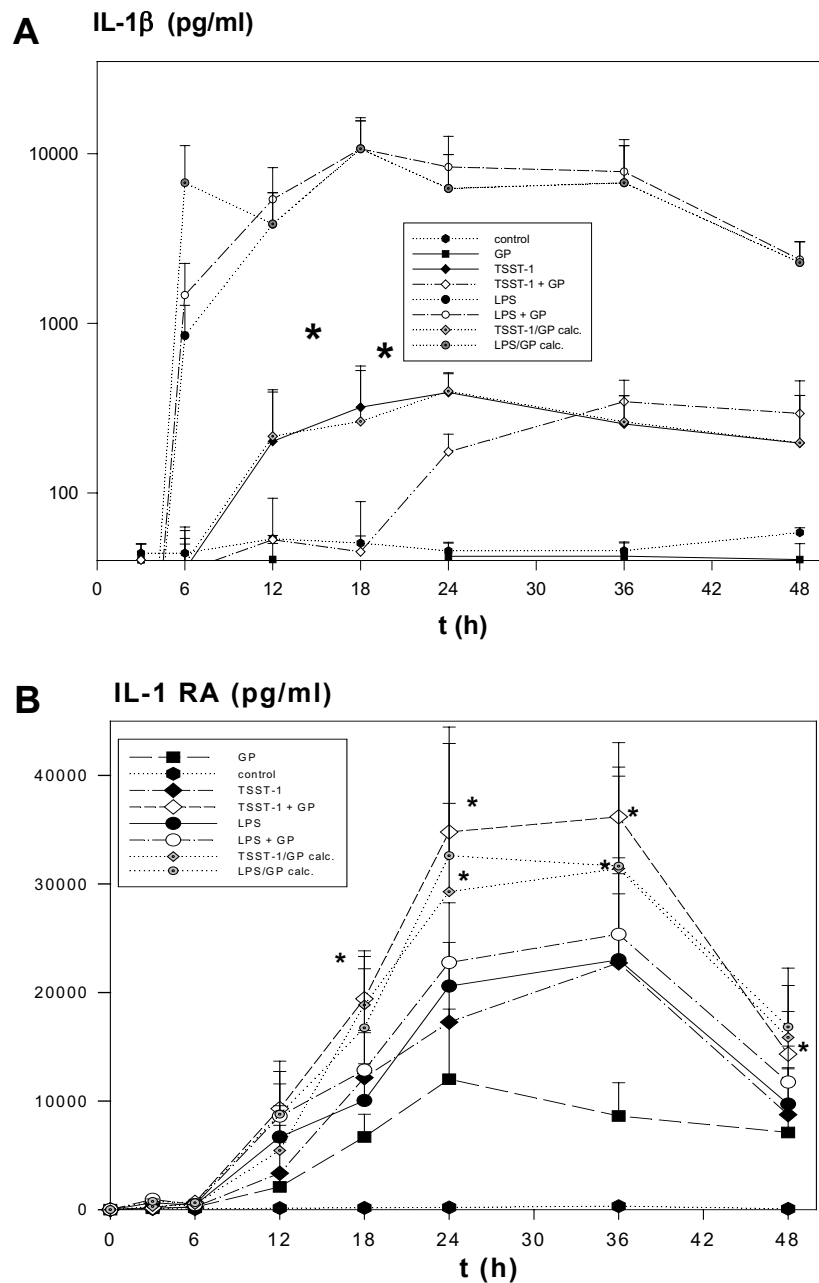 A
IL-1β (pg/ml)
10000
1000
100
control
GP
TSST-1
TSST-1 + GP
LPS
LPS + GP
TSST-1/GP calc.
LPS/GP calc.
*
*
0
6
12
18
24
30
36
42
48
t (h)
B
IL-1 RA (pg/ml)
40000
30000
20000
10000
0
GP
control
TSST-1
TSST-1 + GP
LPS
LPS + GP
TSST-1/GP calc.
LPS/GP calc.
*
*
*
*
*
*
0
6
12
18
24
30
36
42
48
t (h)